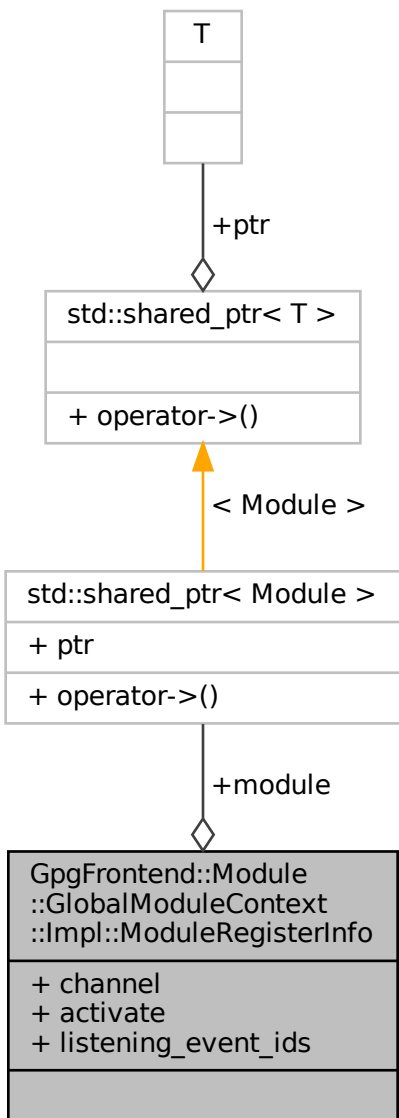 T
+ptr
std::shared_ptr< T >
+ operator->()
< Module >
std::shared_ptr< Module >
+ ptr
+ operator->()
+module
GpgFrontend::Module
::GlobalModuleContext
::Impl::ModuleRegisterInfo
+ channel
+ activate
+ listening_event_ids